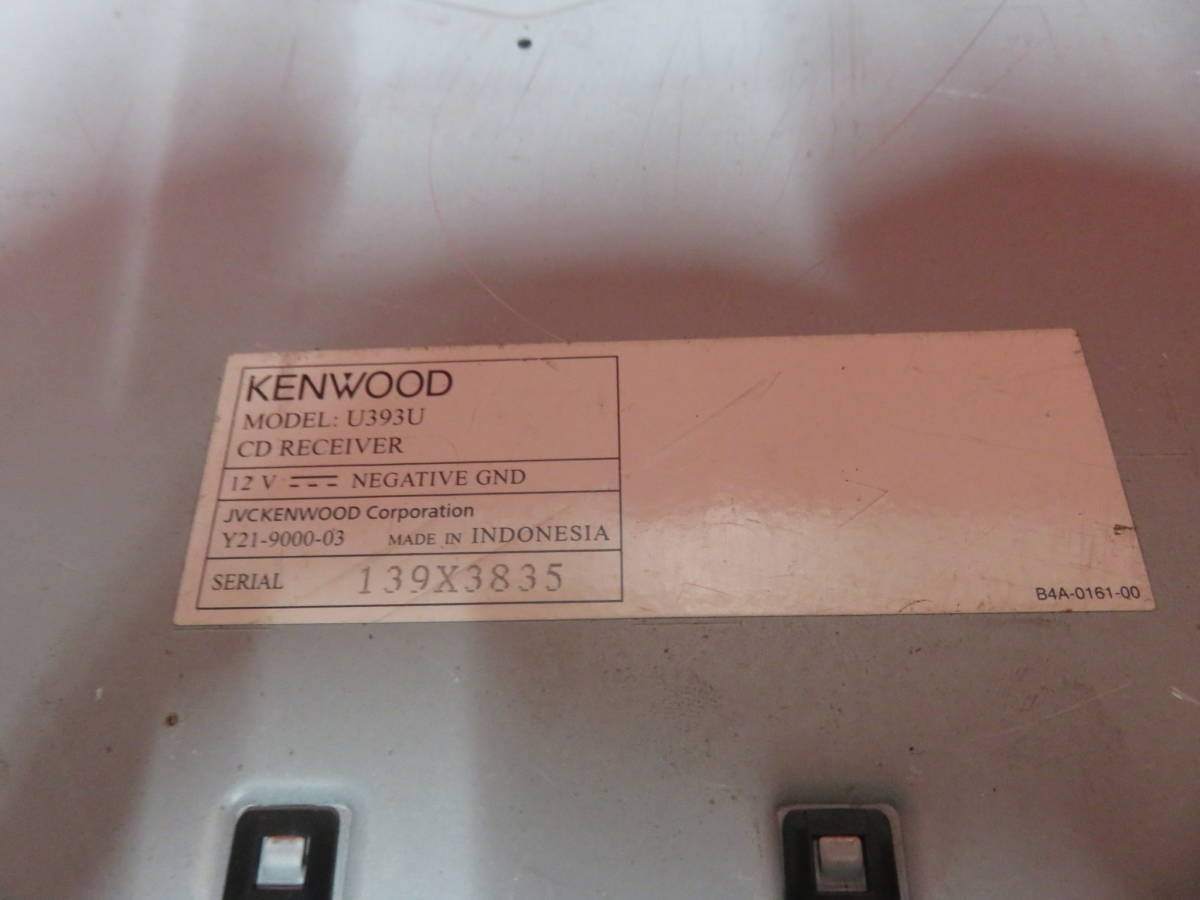 KENWOOD
MODEL: U393U
CD RECEIVER
12 V NEGATIVE GND
JVCKENWOOD Corporation
Y21-9000-03 MADE IN INDONESIA
SERIAL 139X3835
B4A-0161-00